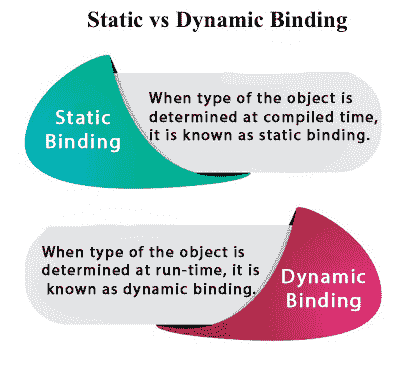 Static vs Dynamic Binding
Static
Binding
When type of the object is
determined at compiled time,
it is known as static binding.
When type of the object is
determined at run-time, it is
known as dynamic binding.
Dynamic
Binding